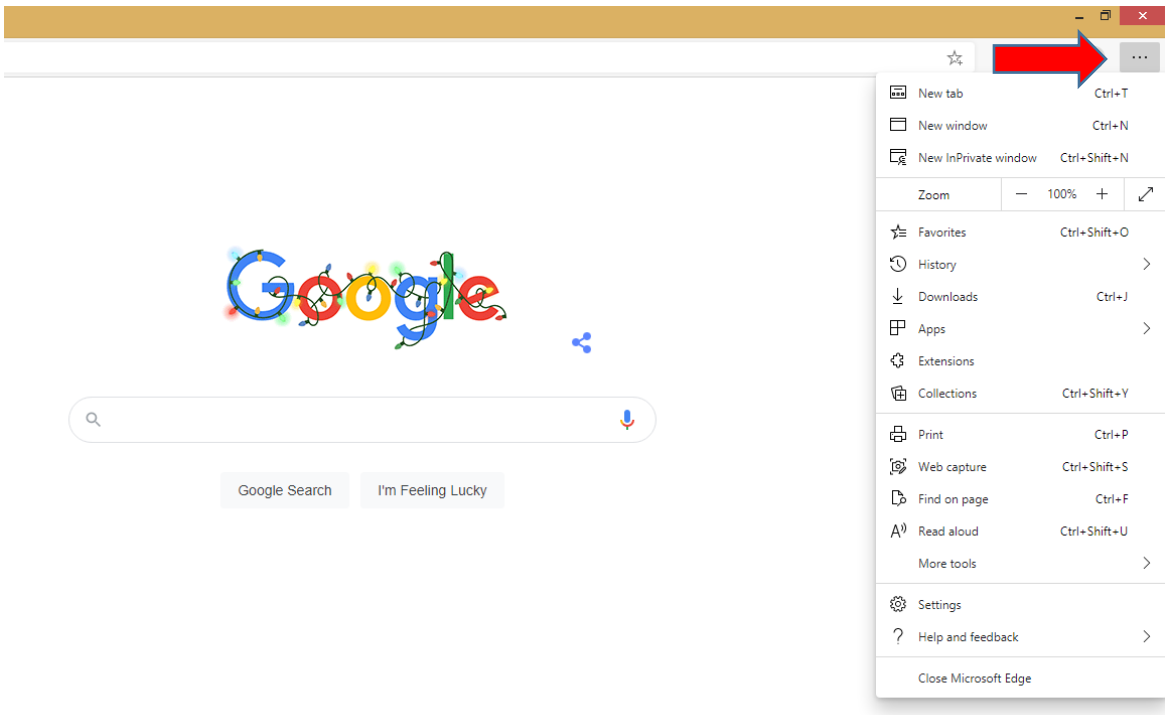 New tab Ctrl+T
New window Ctrl+N
New InPrivate window Ctrl+Shift+N
Zoom — 100% +
Favorites Ctrl+Shift+O
History
Downloads Ctrl+J
Apps
Extensions
Collections Ctrl+Shift+Y
Google
Print Ctrl+P
Web capture Ctrl+Shift+S
Google Search I'm Feeling Lucky
Find on page Ctrl+F
Read aloud Ctrl+Shift+U
More tools
Settings
Help and feedback
Close Microsoft Edge